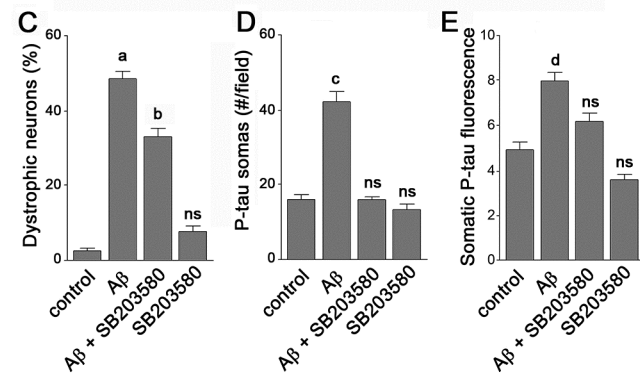 C
Dystrophic neurons (%)
60
40
20
0
a
b
ns
control
Aβ
Aβ + SB203580
SB203580
D
P-tau somas (#/field)
60
40
20
0
c
ns
ns
control
Aβ
Aβ + SB203580
SB203580
E
Somatic P-tau fluorescence
10
8
6
4
2
0
d
ns
ns
control
Aβ
Aβ + SB203580
SB203580